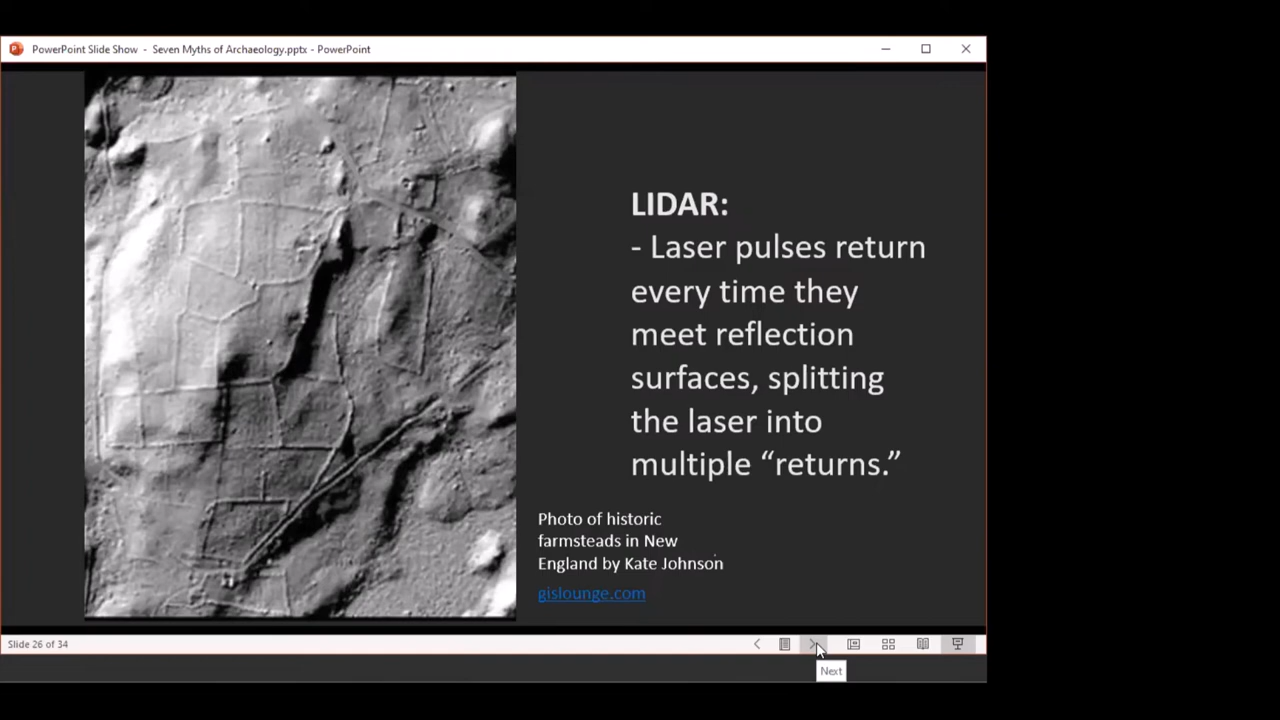 PowerPoint Slide Show - Seven Myths of Archaeology.pptx - PowerPoint
LIDAR:
- Laser pulses return
every time they
meet reflection
surfaces, splitting
the laser into
multiple “returns.”
Photo of historic
farmsteads in New
England by Kate Johnson
gislounge.com
Slide 26 of 34
Next